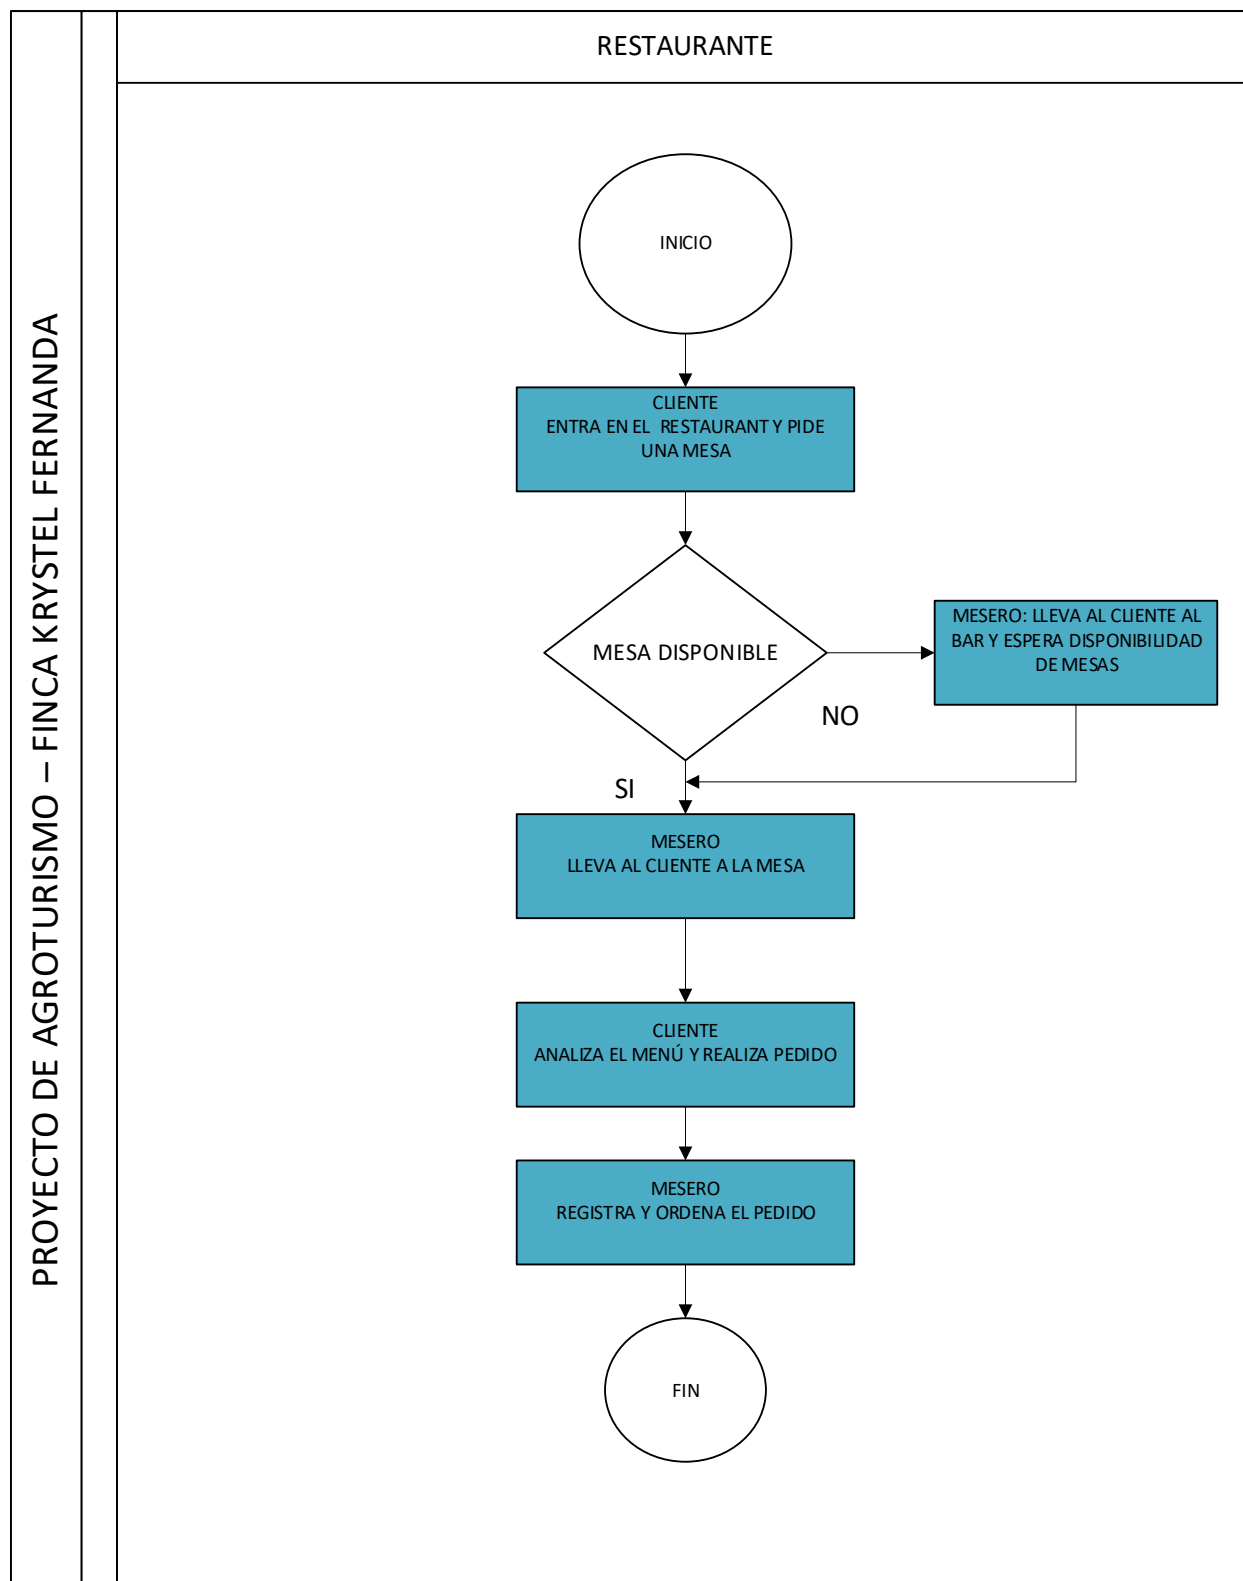 PROYECTO DE AGROTURISMO – FINCA KRYSTEL FERNANDA
RESTAURANTE
INICIO
CLIENTE
ENTRA EN EL RESTAURANT Y PIDE
UNA MESA
MESA DISPONIBLE
MESERO: LLEVA AL CLIENTE AL
BAR Y ESPERA DISPONIBILIDAD
DE MESAS
NO
SI
MESERO
LLEVA AL CLIENTE A LA MESA
CLIENTE
ANALIZA EL MENÚ Y REALIZA PEDIDO
MESERO
REGISTRA Y ORDENA EL PEDIDO
FIN